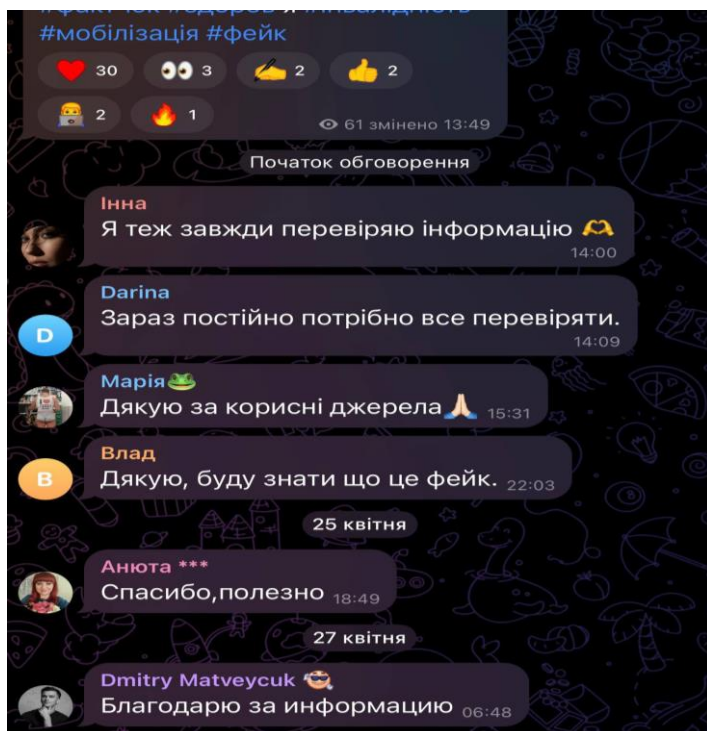 #мобілізація #фейк
30 3 2 2
2 1
61 змінено 13:49
Початок обговорення
Інна
Я теж завжди перевіряю інформацію
14:00
Darina
Зараз постійно потрібно все перевіряти.
14:09
D
Марія
Дякую за корисні джерела 15:31
Влад
В
Дякую, буду знати що це фейк. 22:03
25 квітня
Анюта ***
Спасибо,полезно 18:49
27 квітня
Dmitry Matveycuk
Благодарю за информацию 06:48